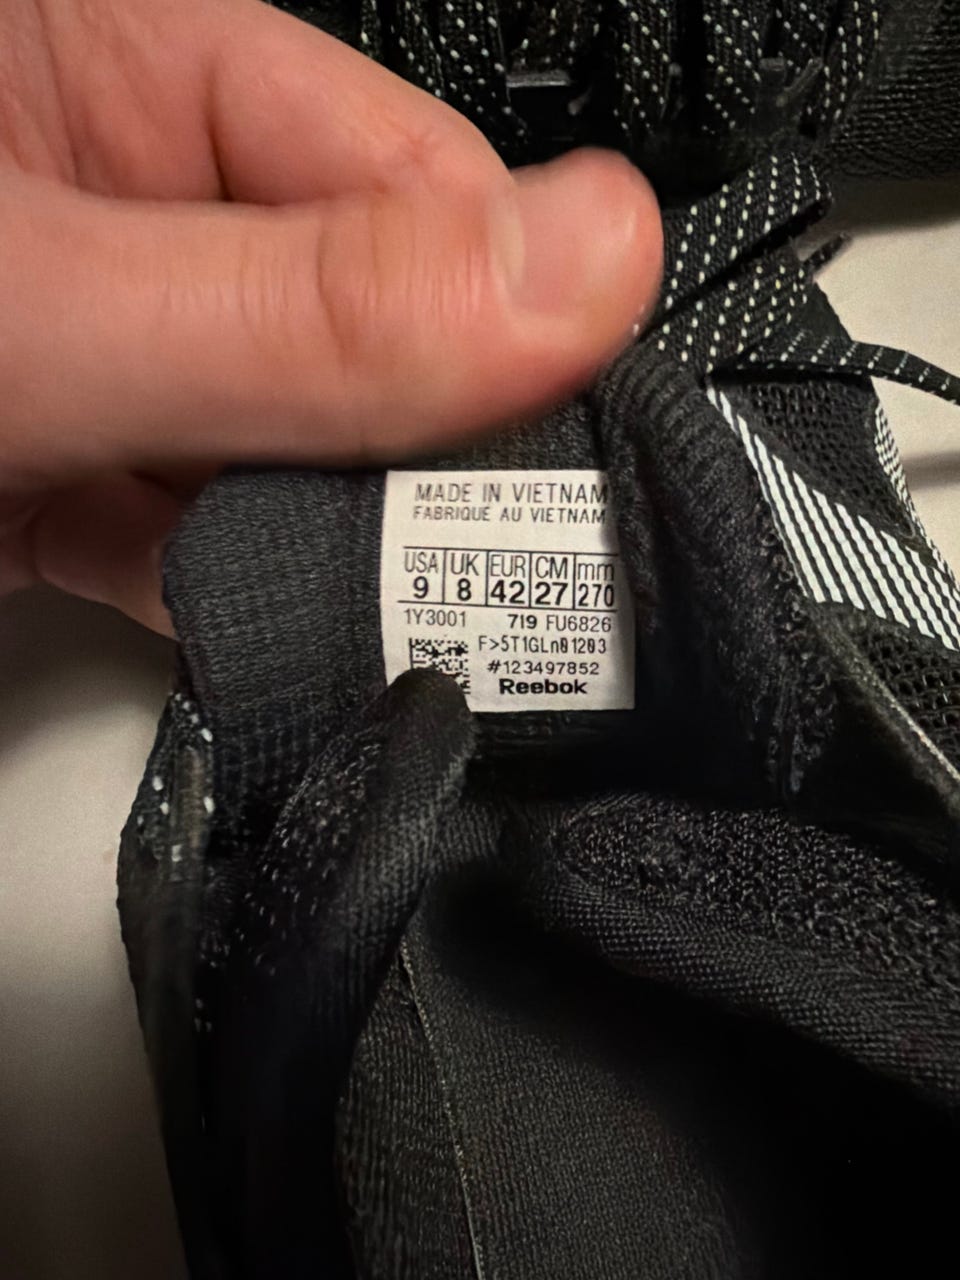 MADE IN VIETNAM
FABRIQUE AU VIETNAM
USA UK EUR CM mm
9 8 42 27 270
1Y3001 719 FU6826
F>5T1GLn01203
#123497852
Reebok